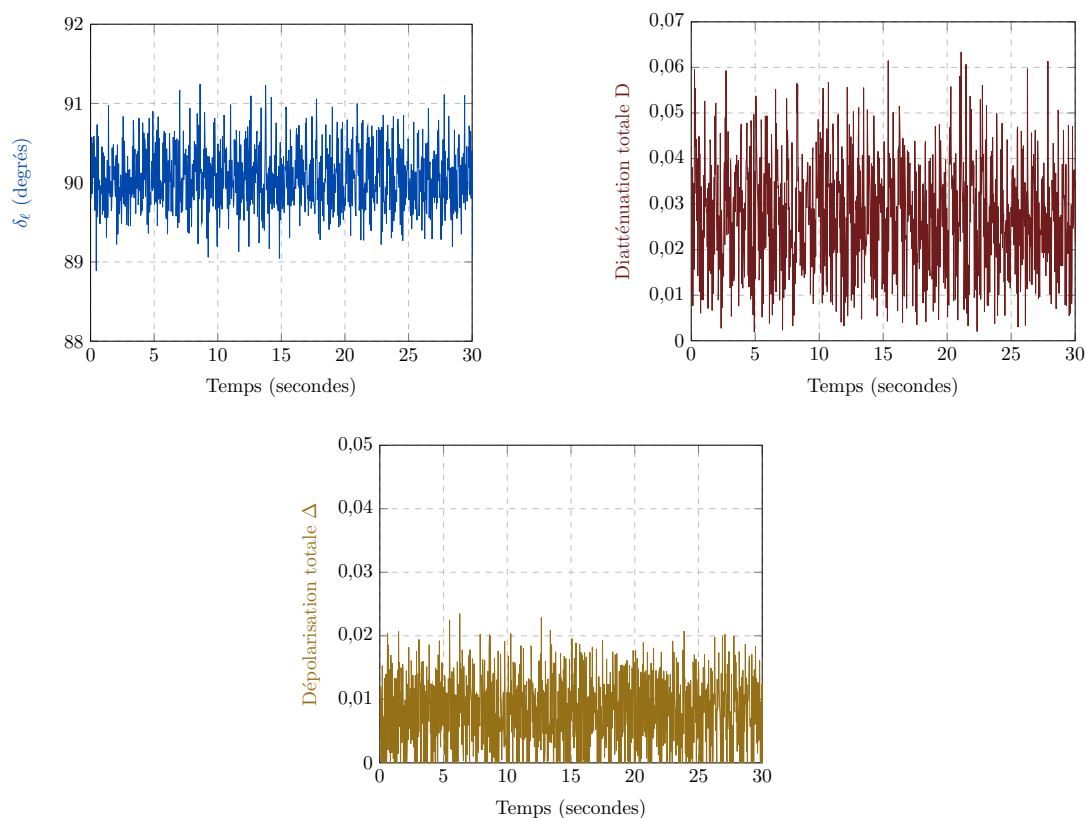 92
91
90
89
88
δℓ (degrés)
0 5 10 15 20 25 30
Temps (secondes)
0,07
0,06
0,05
0,04
0,03
0,02
0,01
0
Diatténuation totale D
0 5 10 15 20 25 30
Temps (secondes)
0,05
0,04
0,03
0,02
0,01
0
Dépolarisation totale Δ
0 5 10 15 20 25 30
Temps (secondes)